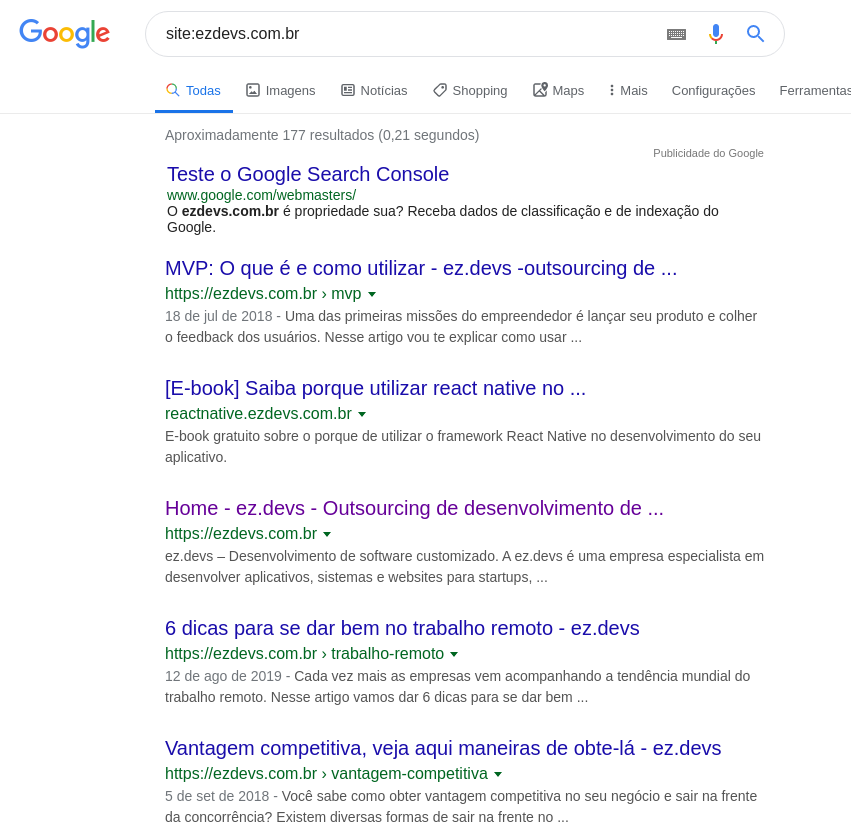 Google
site:ezdevs.com.br
Todas Imagens Notícias Shopping Maps Mais Configurações Ferramentas
Aproximadamente 177 resultados (0,21 segundos)
Publicidade do Google
Teste o Google Search Console
www.google.com/webmasters/
O ezdevs.com.br é propriedade sua? Receba dados de classificação e de indexação do
Google.
MVP: O que é e como utilizar - ez.devs -outsourcing de ...
https://ezdevs.com.br › mvp
18 de jul de 2018 - Uma das primeiras missões do empreendedor é lançar seu produto e colher
o feedback dos usuários. Nesse artigo vou te explicar como usar ...
[E-book] Saiba porque utilizar react native no ...
reactnative.ezdevs.com.br
E-book gratuito sobre o porque de utilizar o framework React Native no desenvolvimento do seu
aplicativo.
Home - ez.devs - Outsourcing de desenvolvimento de ...
https://ezdevs.com.br
ez.devs – Desenvolvimento de software customizado. A ez.devs é uma empresa especialista em
desenvolver aplicativos, sistemas e websites para startups, ...
6 dicas para se dar bem no trabalho remoto - ez.devs
https://ezdevs.com.br › trabalho-remoto
12 de ago de 2019 - Cada vez mais as empresas vem acompanhando a tendência mundial do
trabalho remoto. Nesse artigo vamos dar 6 dicas para se dar bem ...
Vantagem competitiva, veja aqui maneiras de obte-lá - ez.devs
https://ezdevs.com.br › vantagem-competitiva
5 de set de 2018 - Você sabe como obter vantagem competitiva no seu negócio e sair na frente
da concorrência? Existem diversas formas de sair na frente no ...